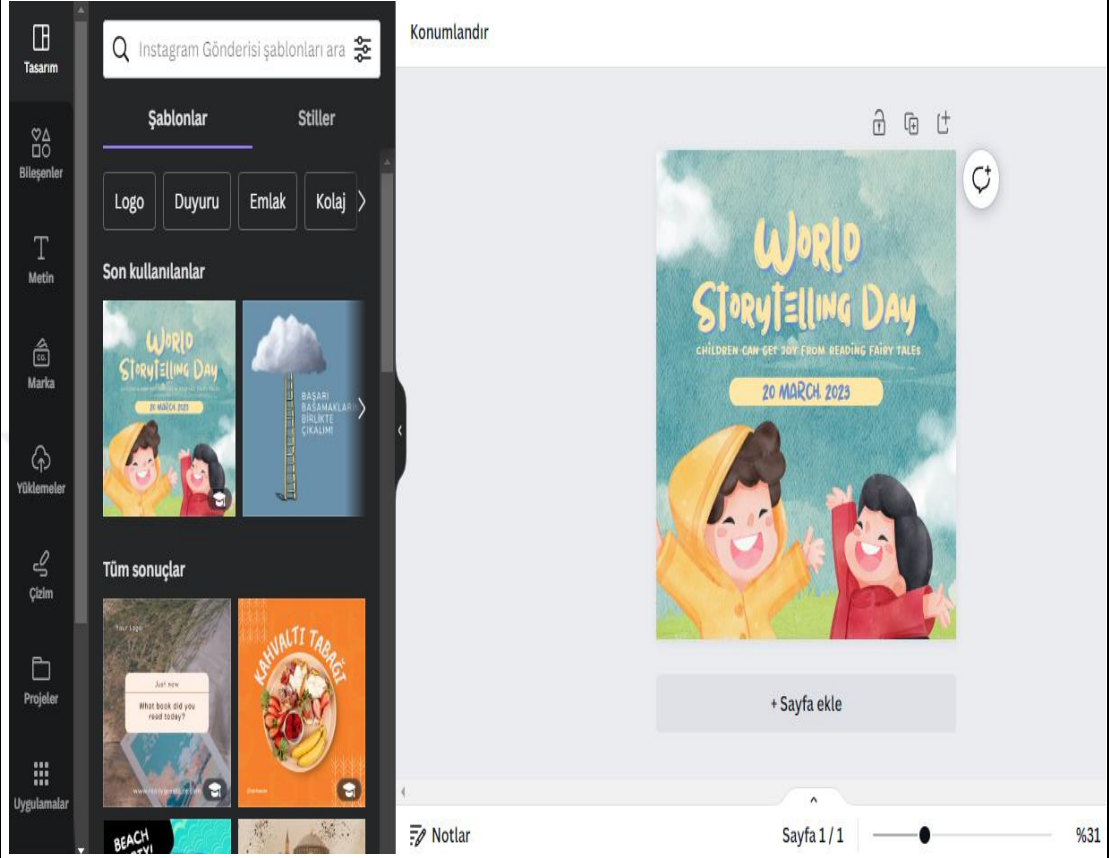 Tasarım
Bileşenler
Metin
CO.
Marka
Yüklemeler
Çizim
Projeler
Uygulamalar
Instagram Gönderisi şablonları ara
Şablonlar
Stiller
Logo
Duyuru
Emlak
Kolaj
Son kullanılanlar
WORLD
STORYTELLING DAY
20 MARCH, 2023
BAŞARI
BASAMAKLARI
BİRLİKTE
ÇIKALIM!
Tüm sonuçlar
Your Logo
Just now
What book did you
read today?
KAHVALTI TABAĞI
BEACH
Konumlandır
WORLD
STORYTELLING DAY
CHILDREN CAN GET JOY FROM READING FAIRY TALES
20 MARCH, 2023
+ Sayfa ekle
Notlar
Sayfa 1 / 1
%31